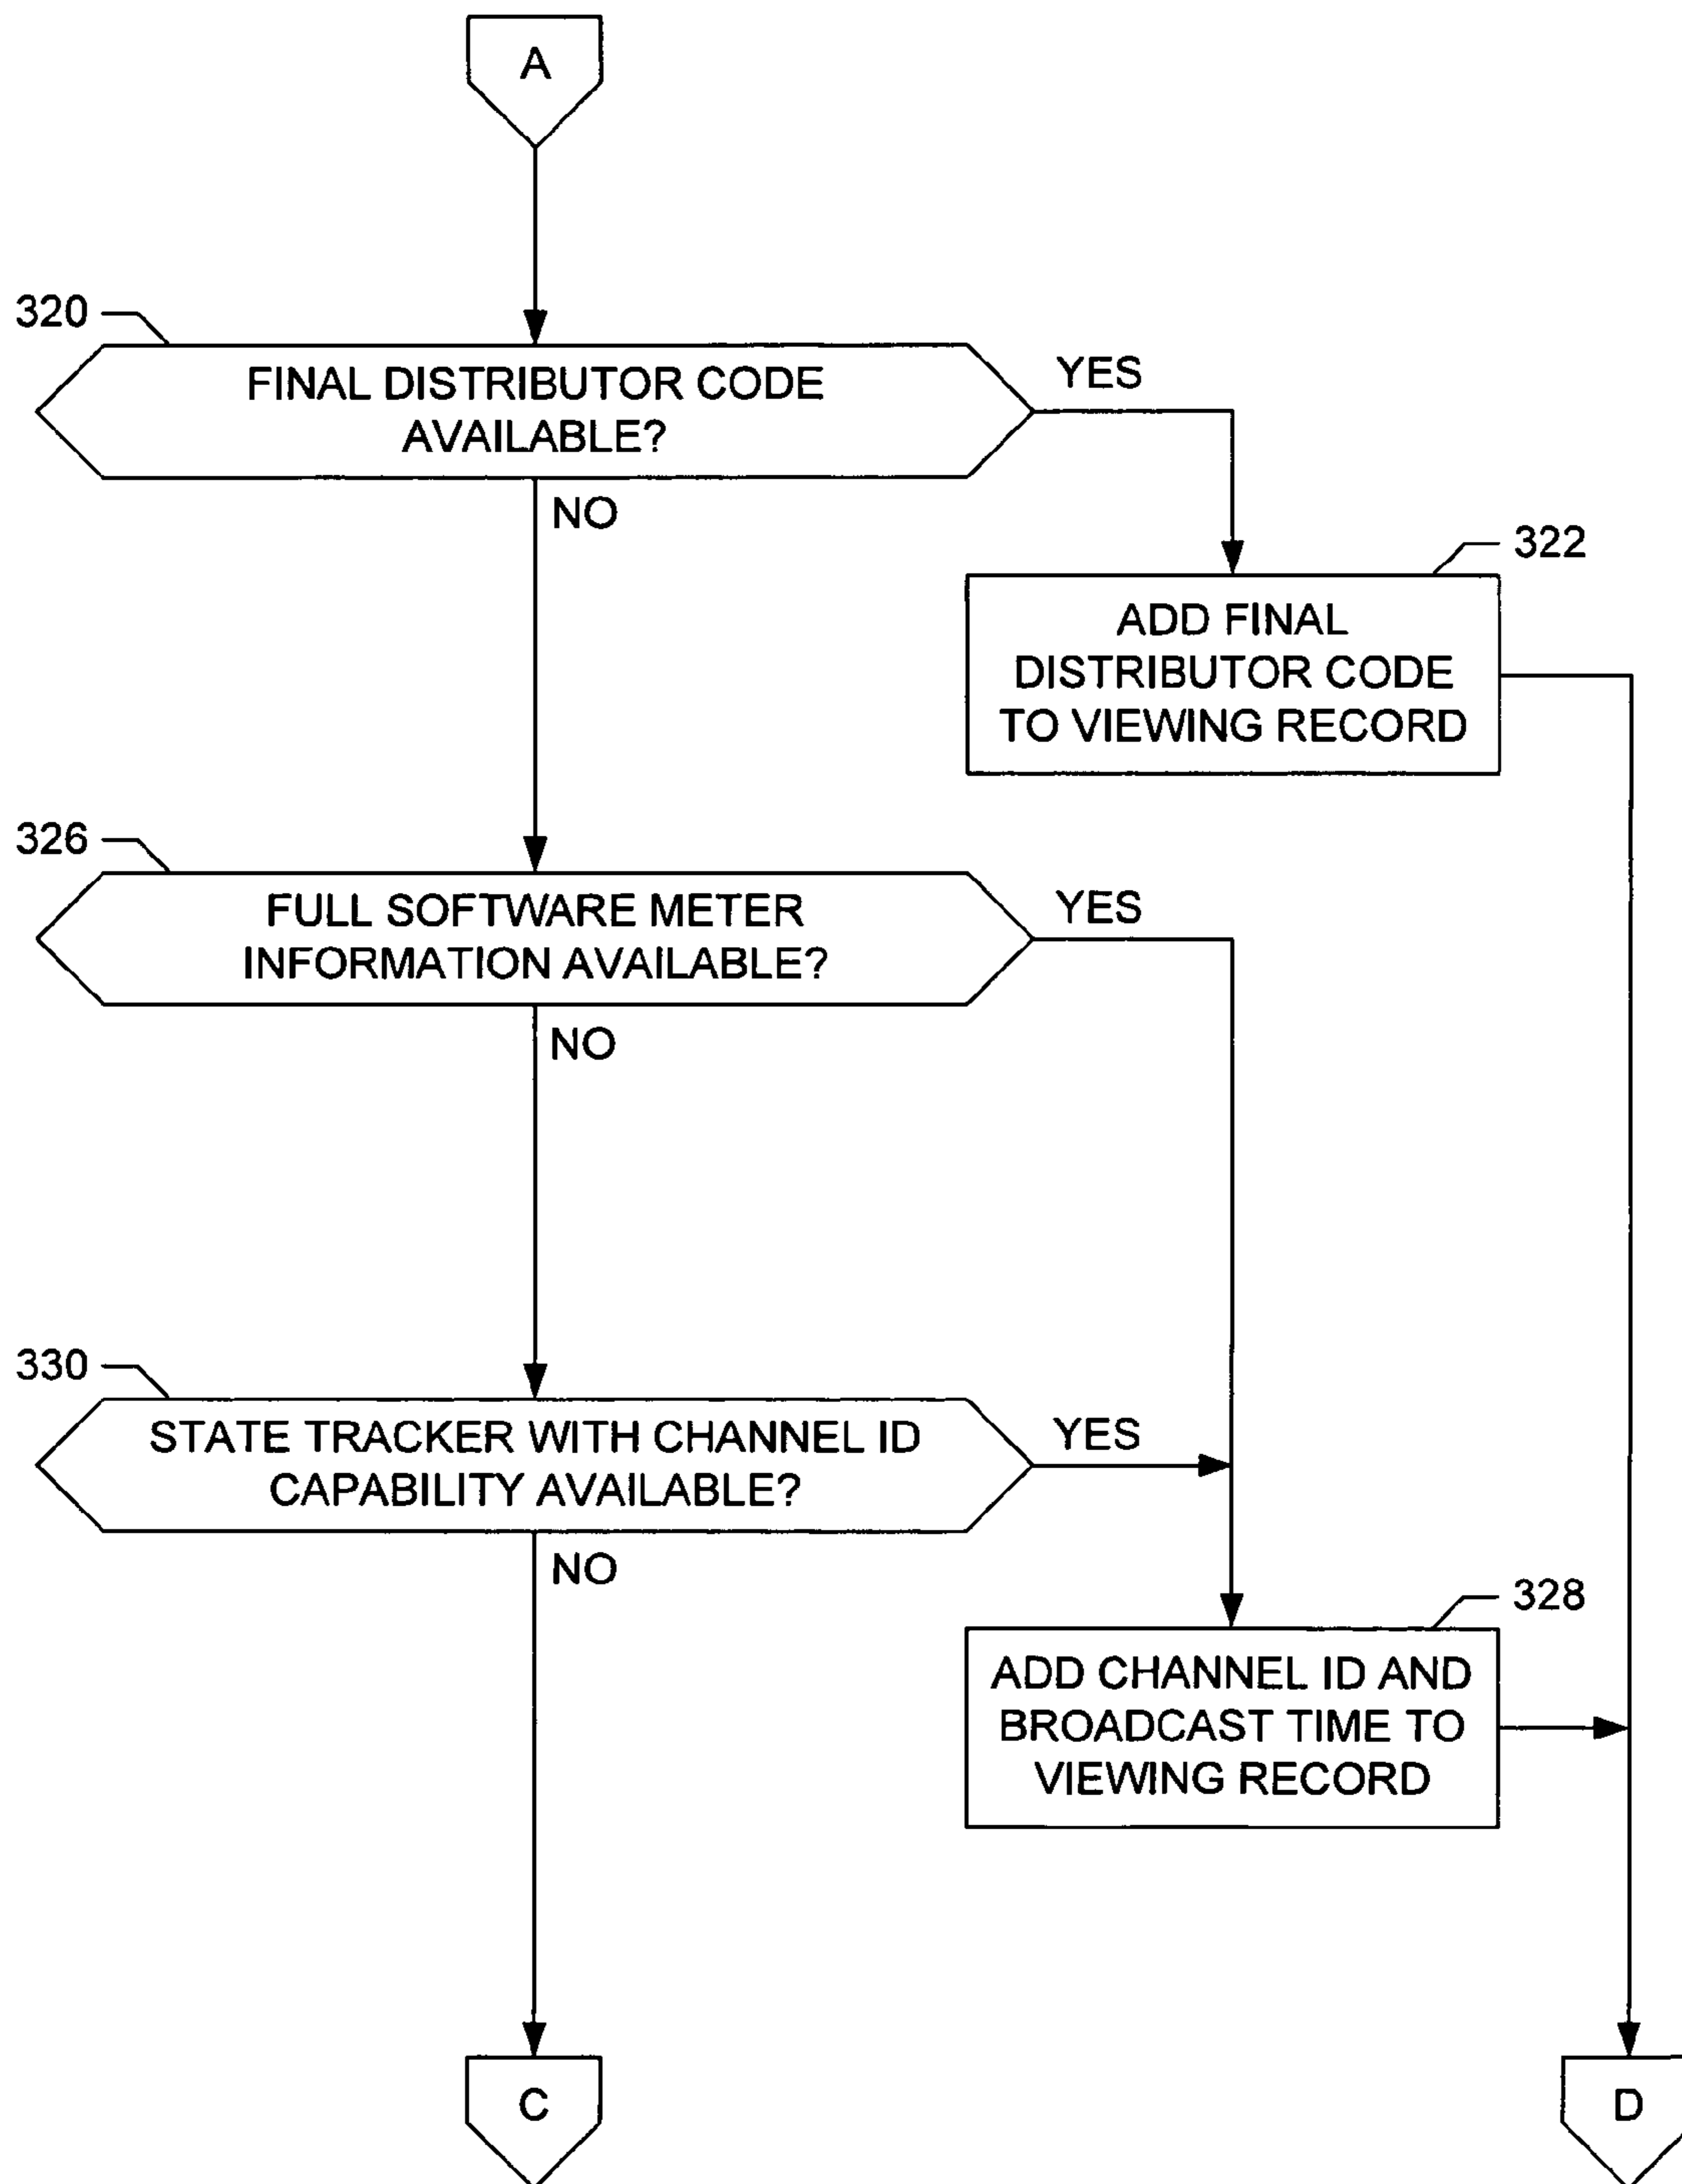 A
320
FINAL DISTRIBUTOR CODE
AVAILABLE?
YES
NO
322
ADD FINAL
DISTRIBUTOR CODE
TO VIEWING RECORD
326
FULL SOFTWARE METER
INFORMATION AVAILABLE?
YES
NO
330
STATE TRACKER WITH CHANNEL ID
CAPABILITY AVAILABLE?
YES
NO
328
ADD CHANNEL ID AND
BROADCAST TIME TO
VIEWING RECORD
C
D